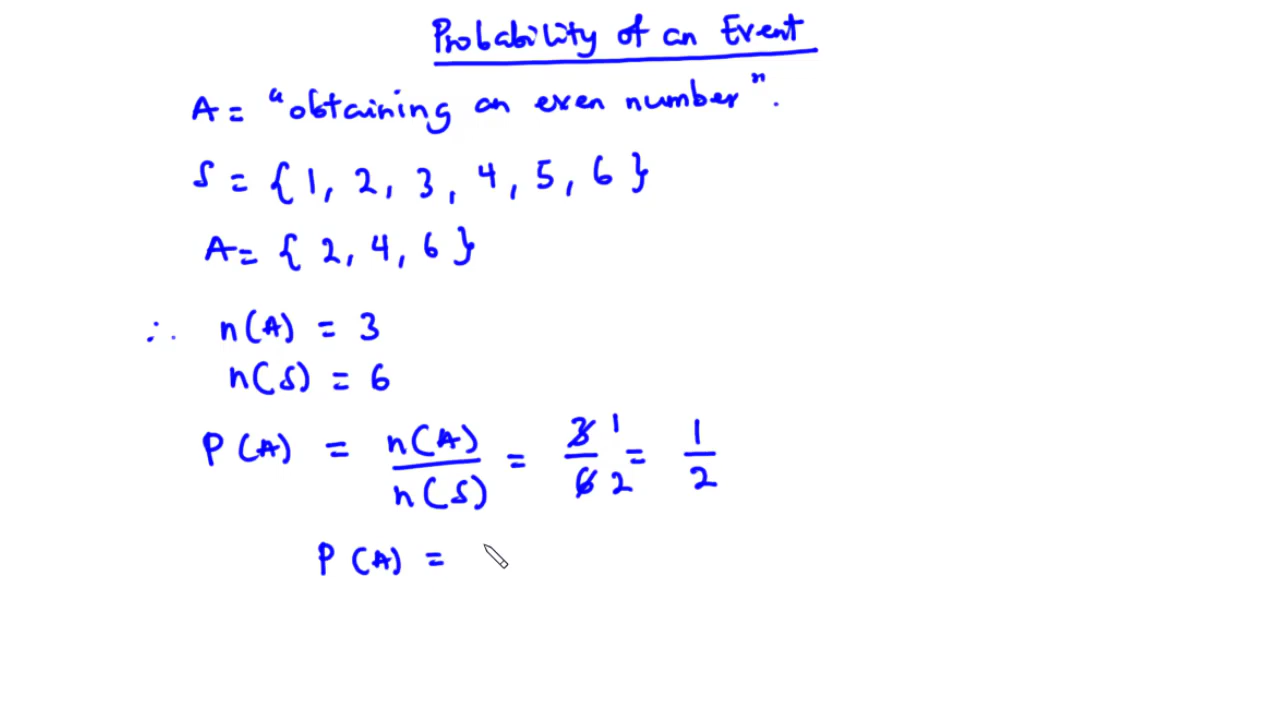 Probability of an Event
A = "obtaining an even number".
S = { 1, 2, 3, 4, 5, 6 }
A = { 2, 4, 6 }
∴ n(A) = 3
n(S) = 6
P(A) = n(A)/n(S) = 3/6 1/2 = 1/2
P(A) =